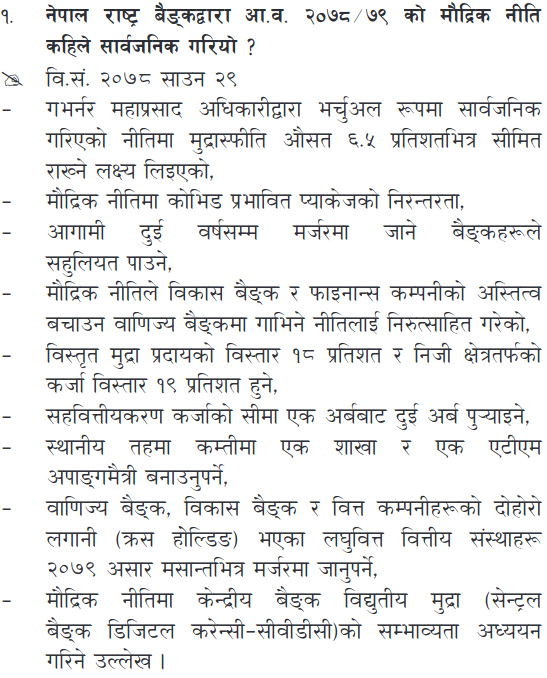 १. नेपाल राष्ट्र बैङ्कद्वारा आ.व. २०७८/७९ को मौद्रिक नीति
कहिले सार्वजनिक गरियो ?
वि.सं. २०७८ साउन २९
– गभर्नर महाप्रसाद अधिकारीद्वारा भर्चुअल रूपमा सार्वजनिक
गरिएको नीतिमा मुद्रास्फीति औसत ६.५ प्रतिशतभित्र सीमित
राख्ने लक्ष्य लिइएको,
– मौद्रिक नीतिमा कोभिड प्रभावित प्याकेजको निरन्तरता,
– आगामी दुई वर्षसम्म मर्जरमा जाने बैङ्कहरूले
सहुलियत पाउने,
– मौद्रिक नीतिले विकास बैङ्क र फाइनान्स कम्पनीको अस्तित्व
बचाउन वाणिज्य बैङ्कमा गाभिने नीतिलाई निरुत्साहित गरेको,
– विस्तृत मुद्रा प्रदायको विस्तार १८ प्रतिशत र निजी क्षेत्रतर्फको
कर्जा विस्तार १९ प्रतिशत हुने,
– सहवित्तीयकरण कर्जाको सीमा एक अर्बबाट दुई अर्ब पुऱ्याइने,
– स्थानीय तहमा कम्तीमा एक शाखा र एक एटीएम
अपाङ्गमैत्री बनाउनुपर्ने,
– वाणिज्य बैङ्क, विकास बैङ्क र वित्त कम्पनीहरूको दोहोरो
लगानी (क्रस होल्डिङ) भएका लघुवित्त वित्तीय संस्थाहरू
२०७९ असार मसान्तभित्र मर्जरमा जानुपर्ने,
– मौद्रिक नीतिमा केन्द्रीय बैङ्क विद्युतीय मुद्रा (सेन्ट्रल
बैङ्क डिजिटल करेन्सी-सीवीडीसी)को सम्भाव्यता अध्ययन
गरिने उल्लेख ।